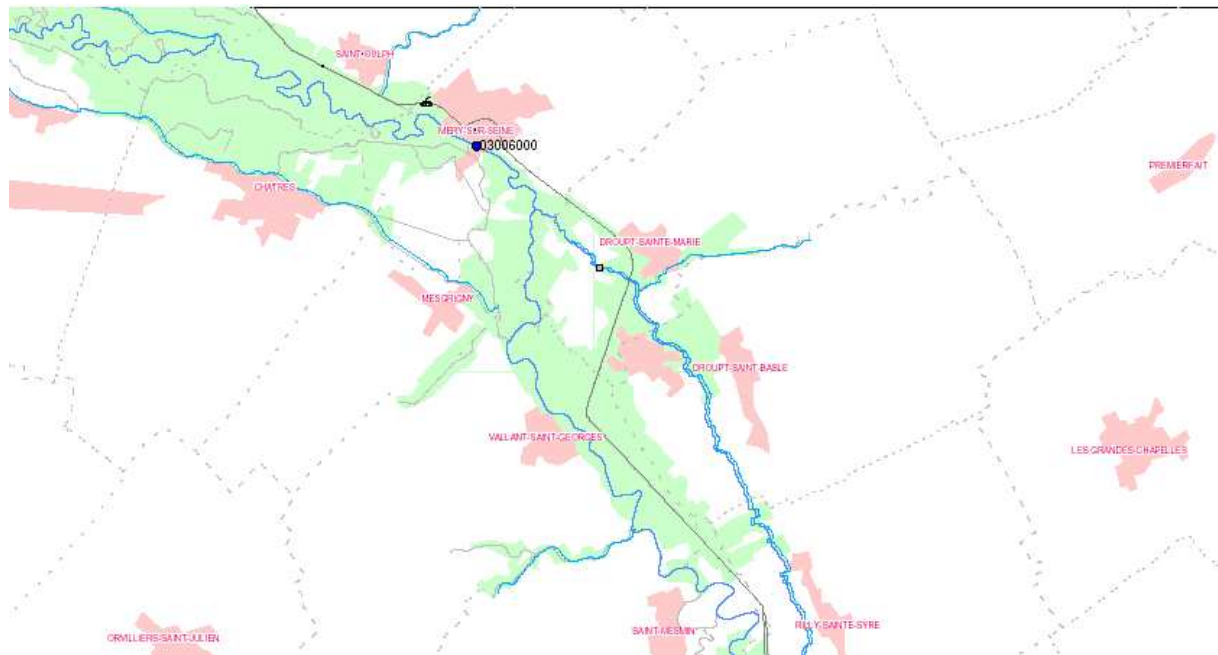 SAINT-OULPH
MERY-SUR-SEINE
03006000
PREMIERFAIT
CHATRES
DROUPT-SAINTE-MARIE
MESGRIGNY
DROUPT-SAINT-BASLE
VALLANT-SAINT-GEORGES
LES-GRANDES-CHAPELLES
ORVILLIERS-SAINT-JULIEN
SAINT-MESMIN
RILLY-SAINTE-SYRE